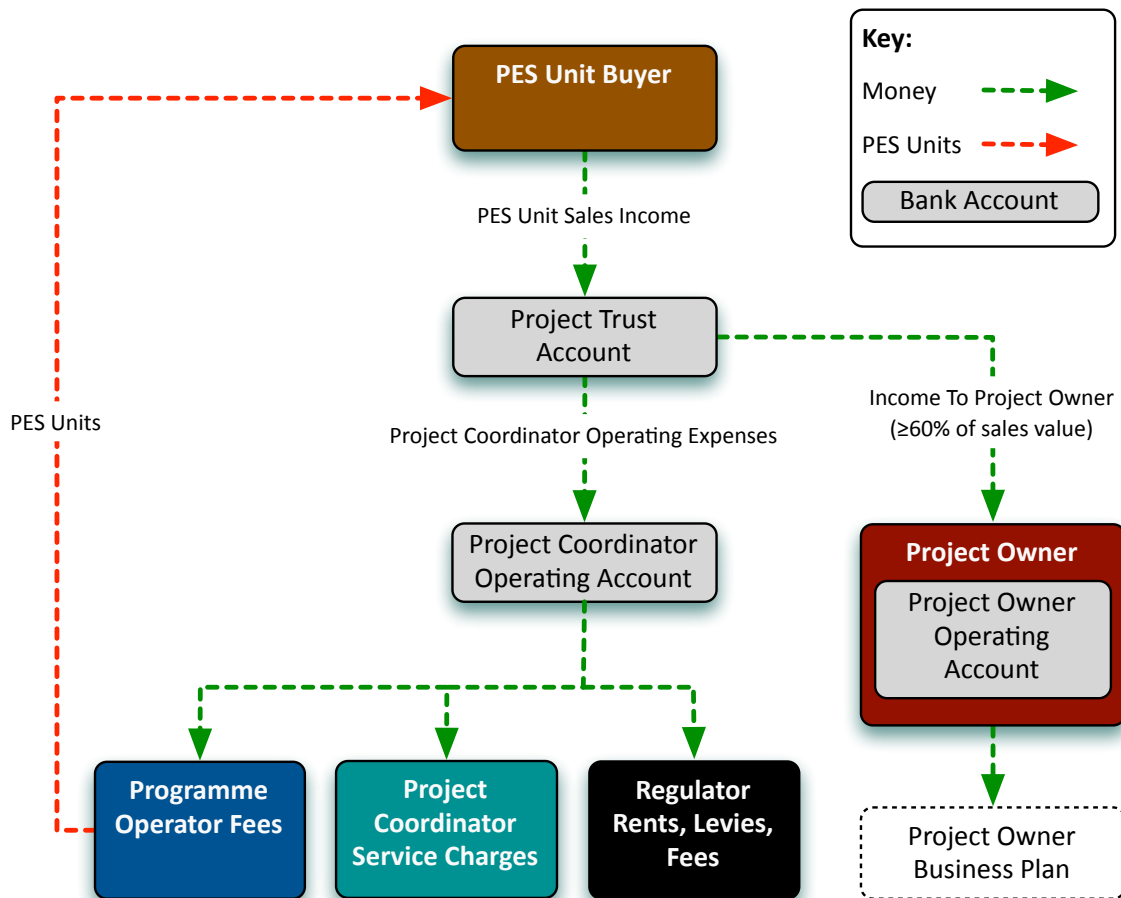 PES Unit Buyer
Key:
Money
PES Units
Bank Account
PES Unit Sales Income
Project Trust
Account
PES Units
Project Coordinator Operating Expenses
Income To Project Owner
(≥60% of sales value)
Project Coordinator
Operating Account
Project Owner
Project Owner
Operating
Account
Programme
Operator Fees
Project
Coordinator
Service Charges
Regulator
Rents, Levies,
Fees
Project Owner
Business Plan